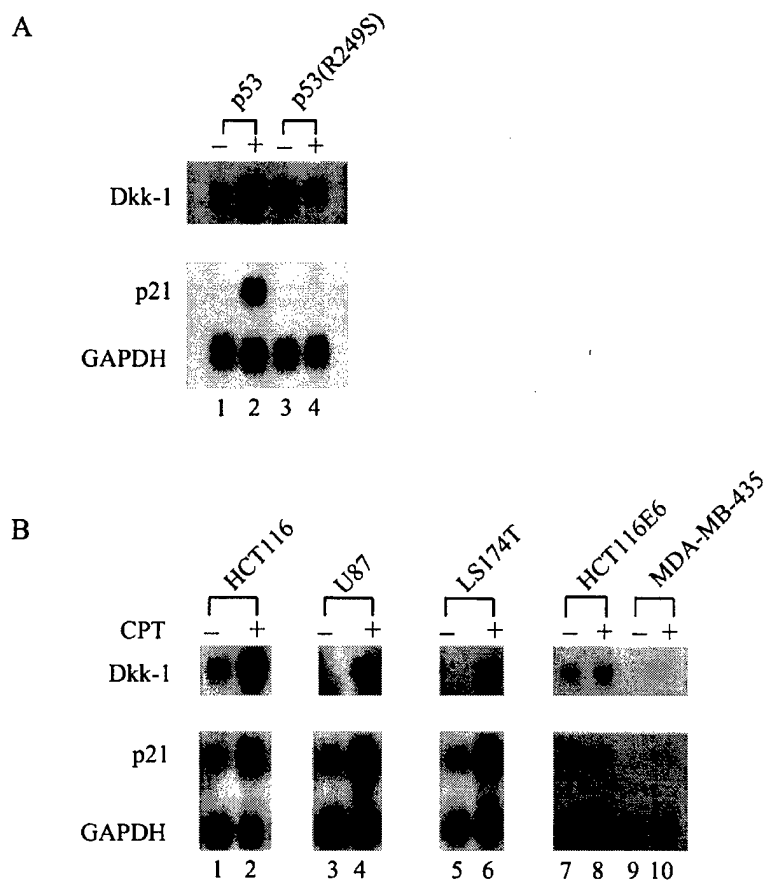 A
p53 p53(R249S)
− + − +
Dkk-1
p21
GAPDH
1 2 3 4
B
HCT116 U87 LS174T HCT116E6 MDA-MB-435
CPT − + − + − + − + − +
Dkk-1
p21
GAPDH
1 2 3 4 5 6 7 8 9 10